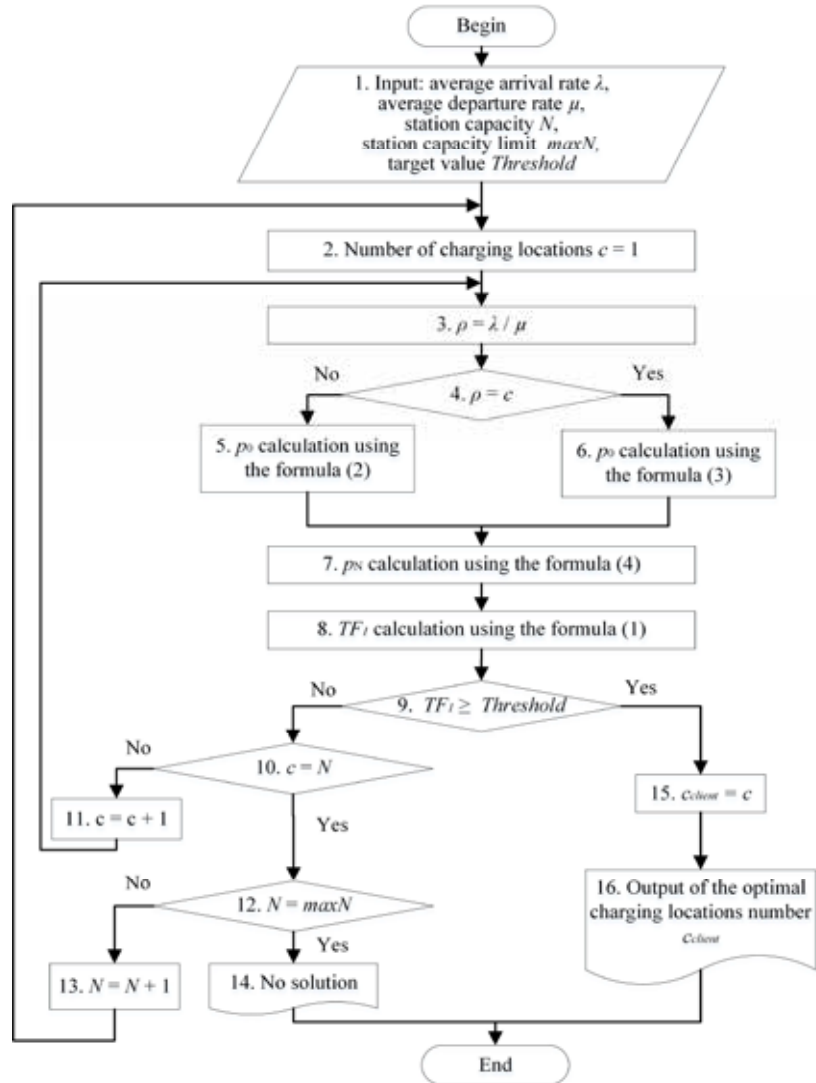 Begin
1. Input: average arrival rate λ,
average departure rate μ,
station capacity N,
station capacity limit maxN,
target value Threshold
2. Number of charging locations c = 1
3. ρ = λ / μ
No
Yes
4. ρ = c
5. p0 calculation using
the formula (2)
6. p0 calculation using
the formula (3)
7. pN calculation using the formula (4)
8. TF1 calculation using the formula (1)
No
Yes
9. TF1 ≥ Threshold
No
10. c = N
15. cclient = c
11. c = c + 1
Yes
No
12. N = maxN
16. Output of the optimal
charging locations number
cclient
Yes
13. N = N + 1
14. No solution
End